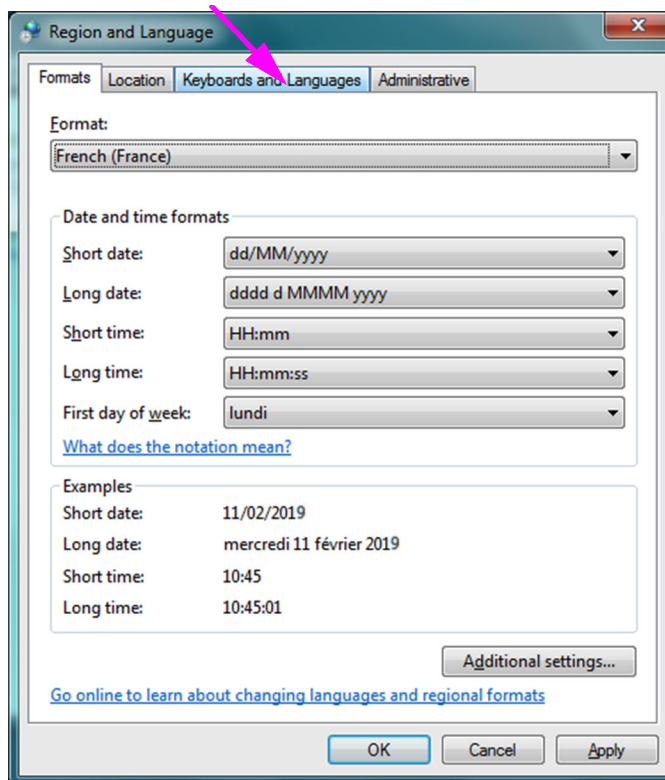 Region and Language
Formats Location Keyboards and Languages Administrative
Format:
French (France)
Date and time formats
Short date: dd/MM/yyyy
Long date: dddd d MMMM yyyy
Short time: HH:mm
Long time: HH:mm:ss
First day of week: lundi
What does the notation mean?
Examples
Short date: 11/02/2019
Long date: mercredi 11 février 2019
Short time: 10:45
Long time: 10:45:01
Additional settings...
Go online to learn about changing languages and regional formats
OK Cancel Apply